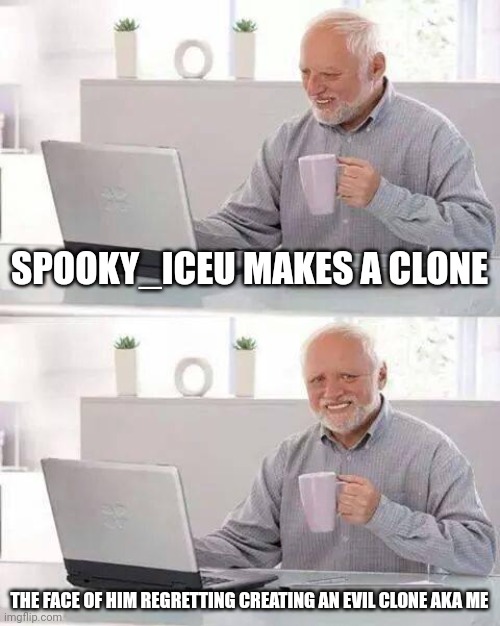 SPOOKY_ICEU MAKES A CLONE
THE FACE OF HIM REGRETTING CREATING AN EVIL CLONE AKA ME
imgflip.com